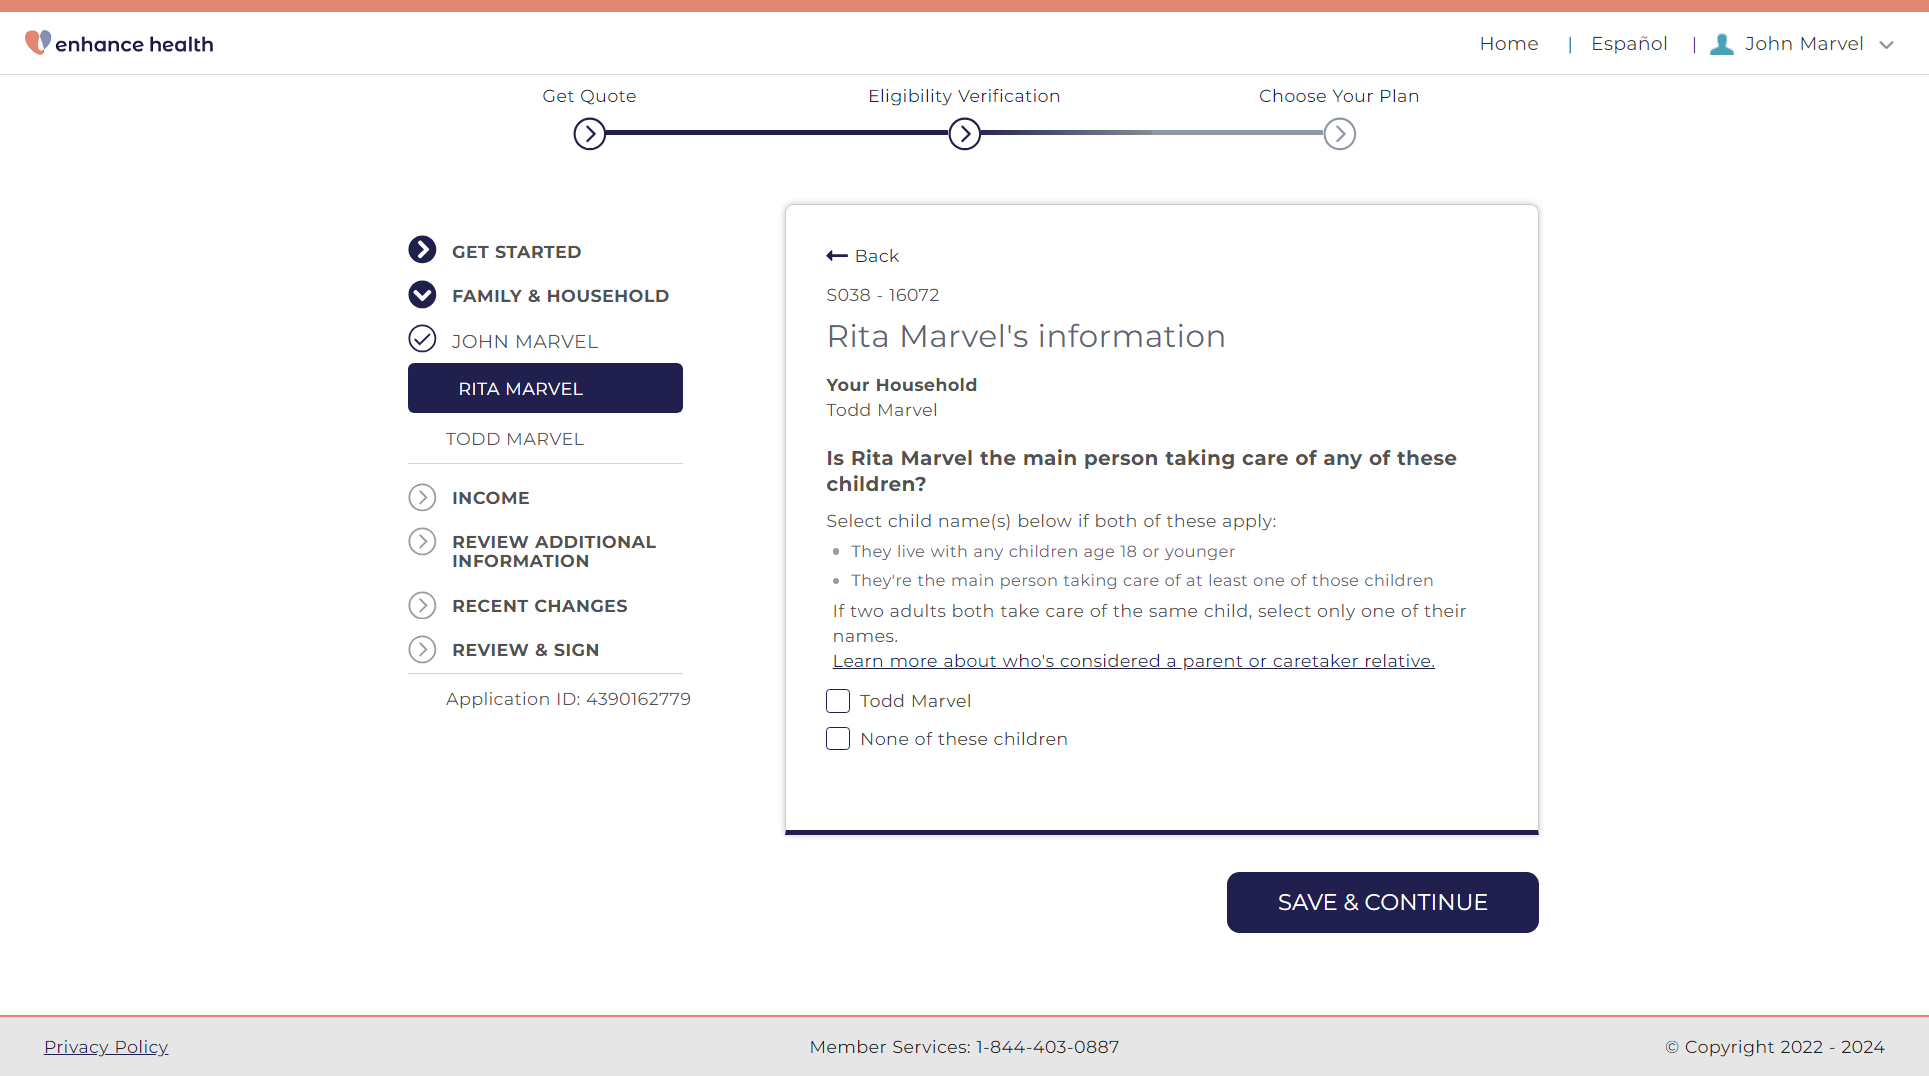 enhance health
Home | Español | John Marvel
Get Quote
Eligibility Verification
Choose Your Plan
GET STARTED
FAMILY & HOUSEHOLD
JOHN MARVEL
RITA MARVEL
TODD MARVEL
INCOME
REVIEW ADDITIONAL
INFORMATION
RECENT CHANGES
REVIEW & SIGN
Application ID: 4390162779
Back
S038 - 16072
Rita Marvel's information
Your Household
Todd Marvel
Is Rita Marvel the main person taking care of any of these
children?
Select child name(s) below if both of these apply:
• They live with any children age 18 or younger
• They're the main person taking care of at least one of those children
If two adults both take care of the same child, select only one of their
names.
Learn more about who's considered a parent or caretaker relative.
Todd Marvel
None of these children
SAVE & CONTINUE
Privacy Policy
Member Services: 1-844-403-0887
© Copyright 2022 - 2024